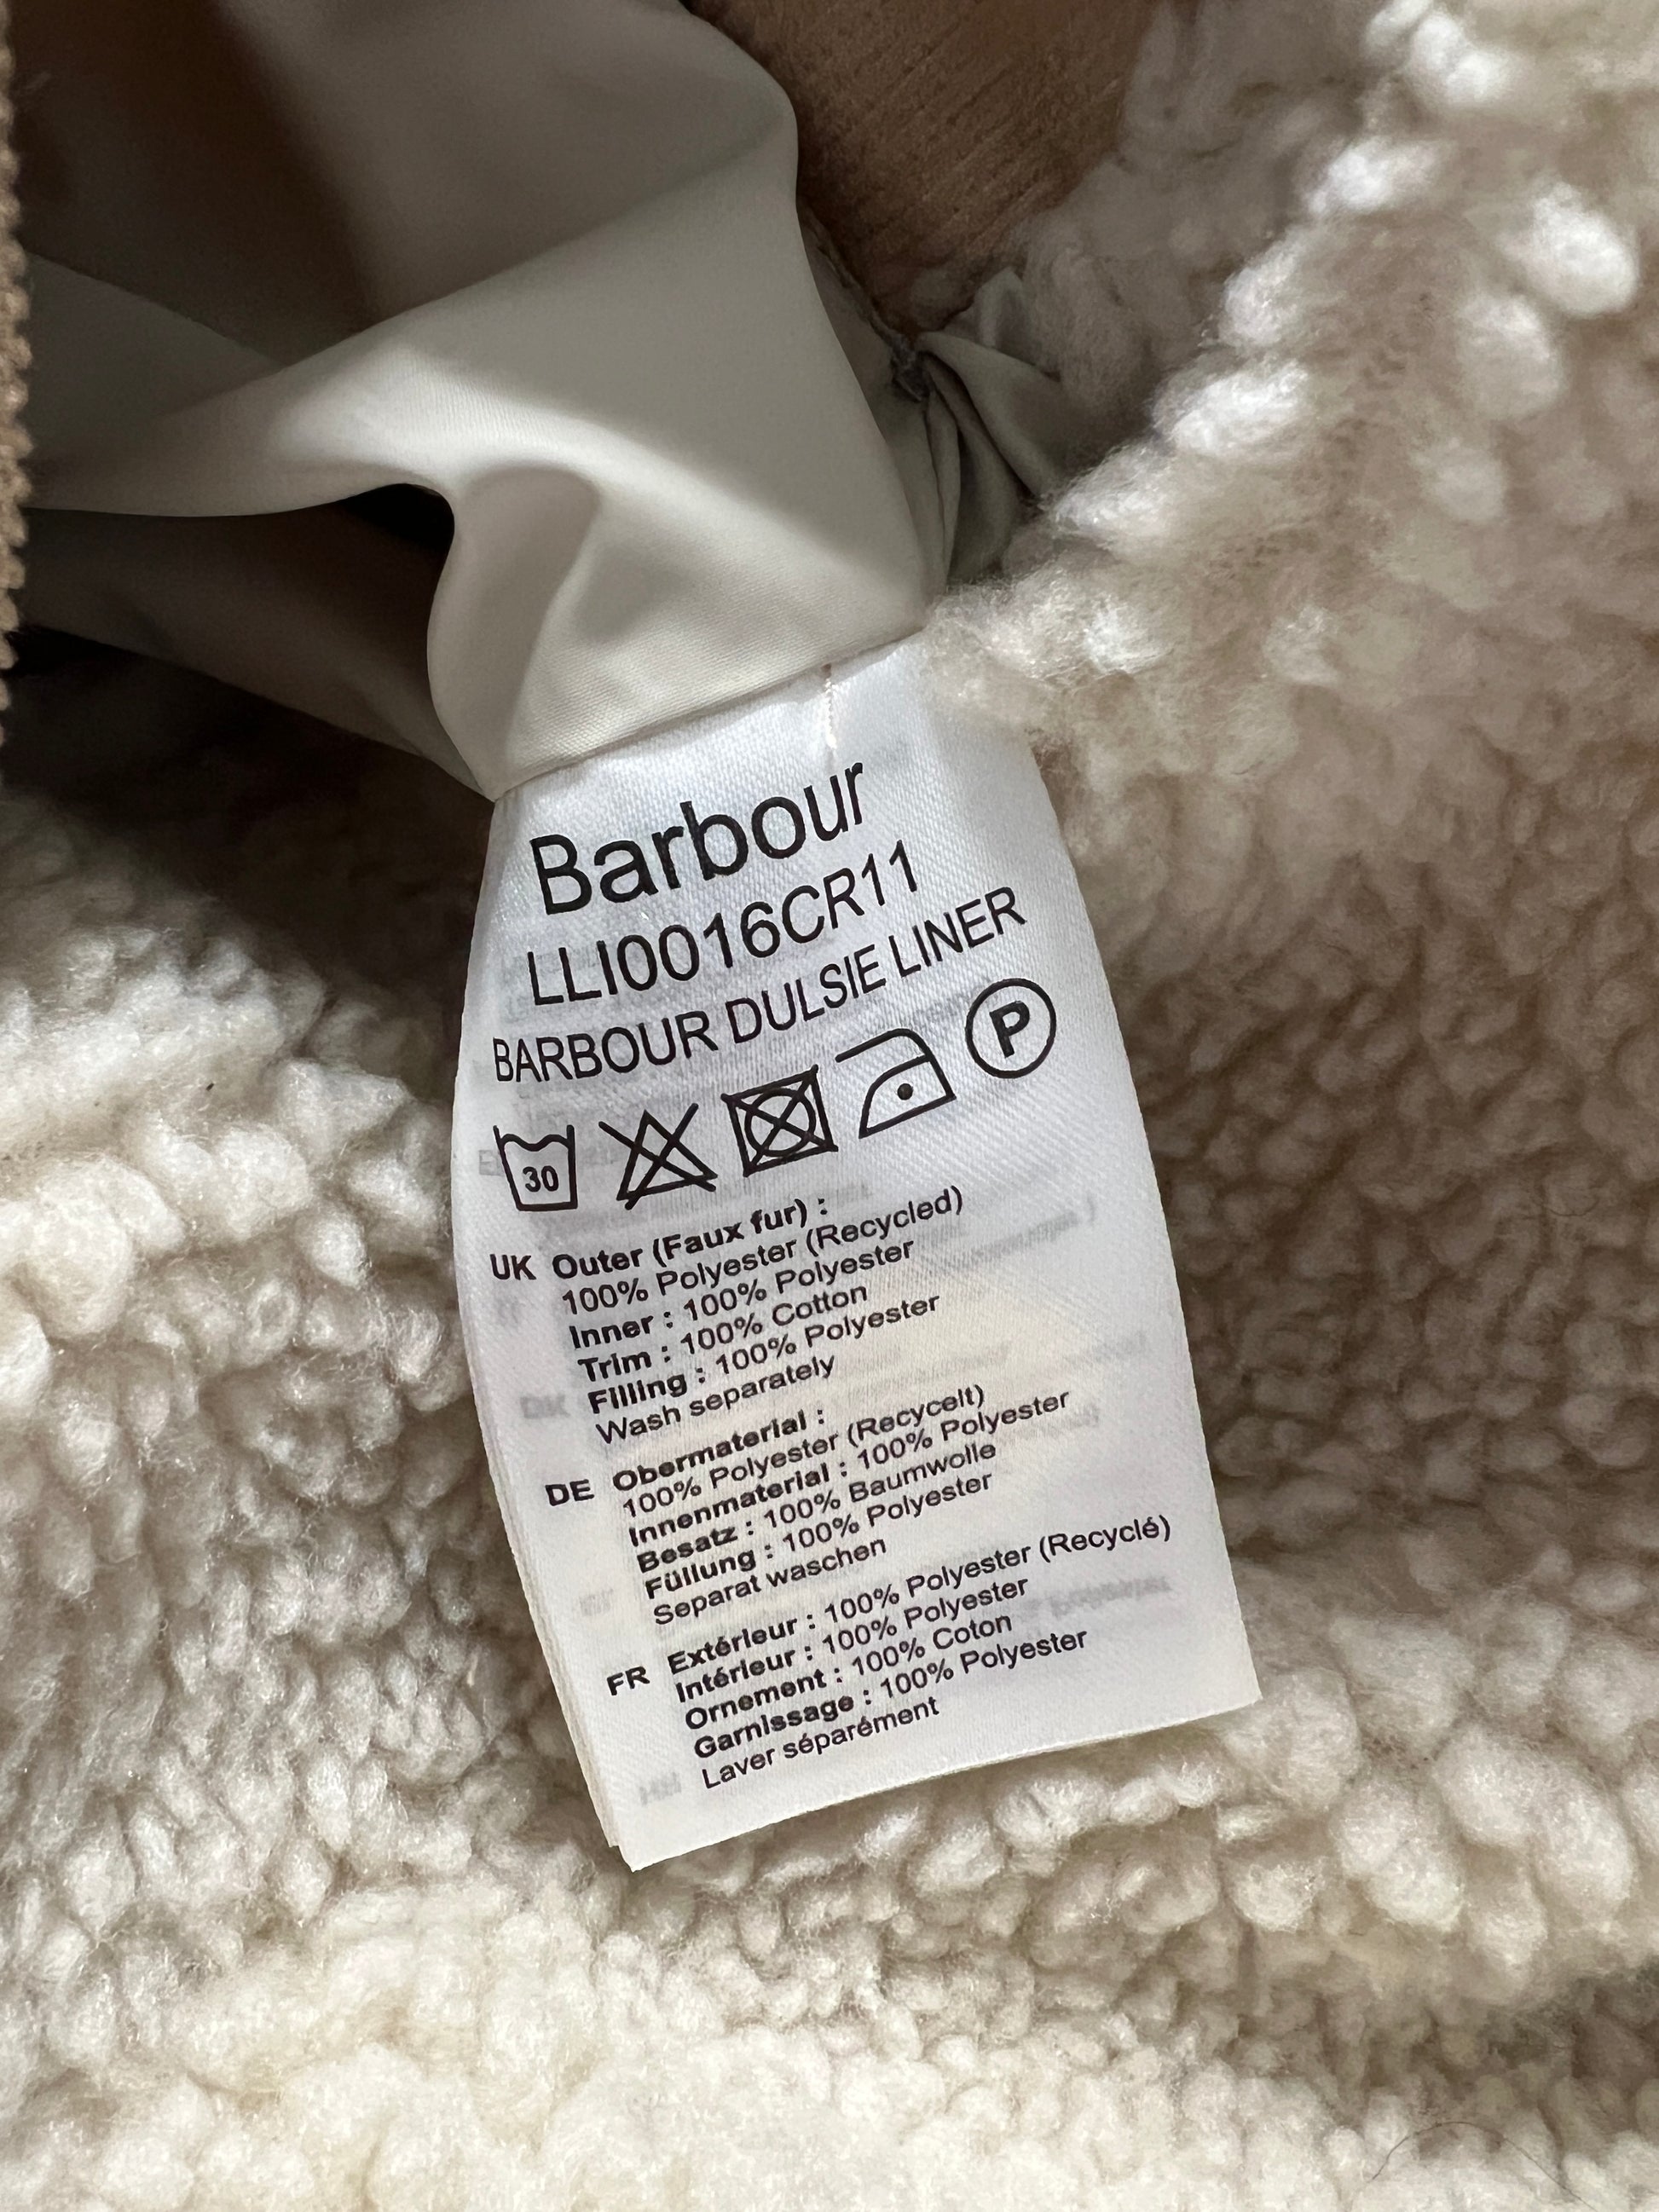 Barbour
LLI0016CR11
BARBOUR DULSIE LINER
30
P
UK Outer (Faux fur) :
100% Polyester (Recycled)
Inner : 100% Polyester
Trim : 100% Cotton
Filling : 100% Polyester
Wash separately
DE Obermaterial :
100% Polyester (Recycelt)
Innenmaterial : 100% Polyester
Besatz : 100% Baumwolle
Füllung : 100% Polyester
Separat waschen
FR Extérieur : 100% Polyester (Recyclé)
Intérieur : 100% Polyester
Ornement : 100% Coton
Garnissage : 100% Polyester
Laver séparément